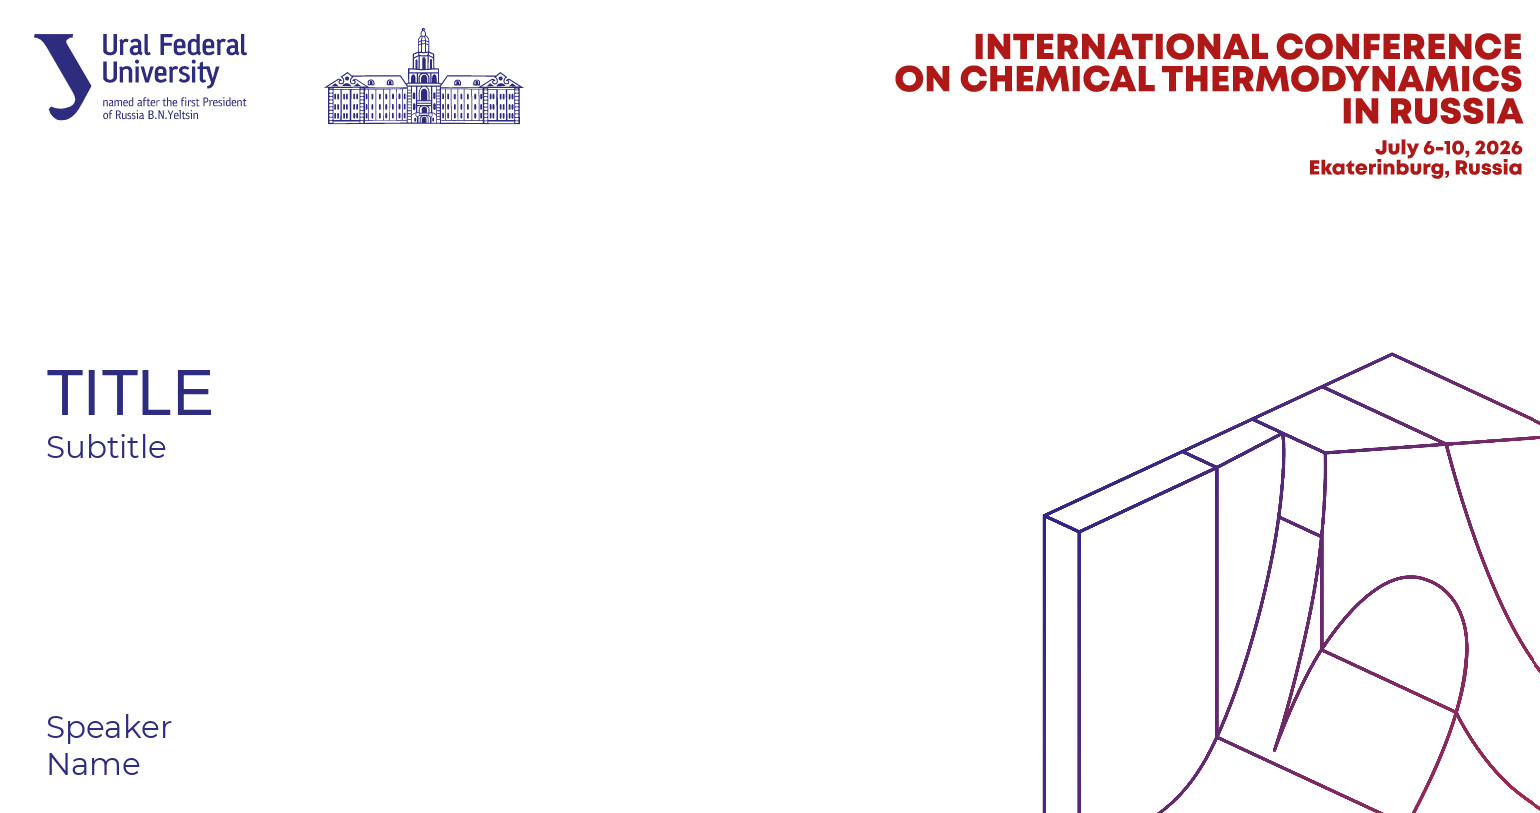 Ural Federal
University
named after the first President
of Russia B.N.Yeltsin
INTERNATIONAL CONFERENCE
ON CHEMICAL THERMODYNAMICS
IN RUSSIA
July 6-10, 2026
Ekaterinburg, Russia
TITLE
Subtitle
Speaker
Name